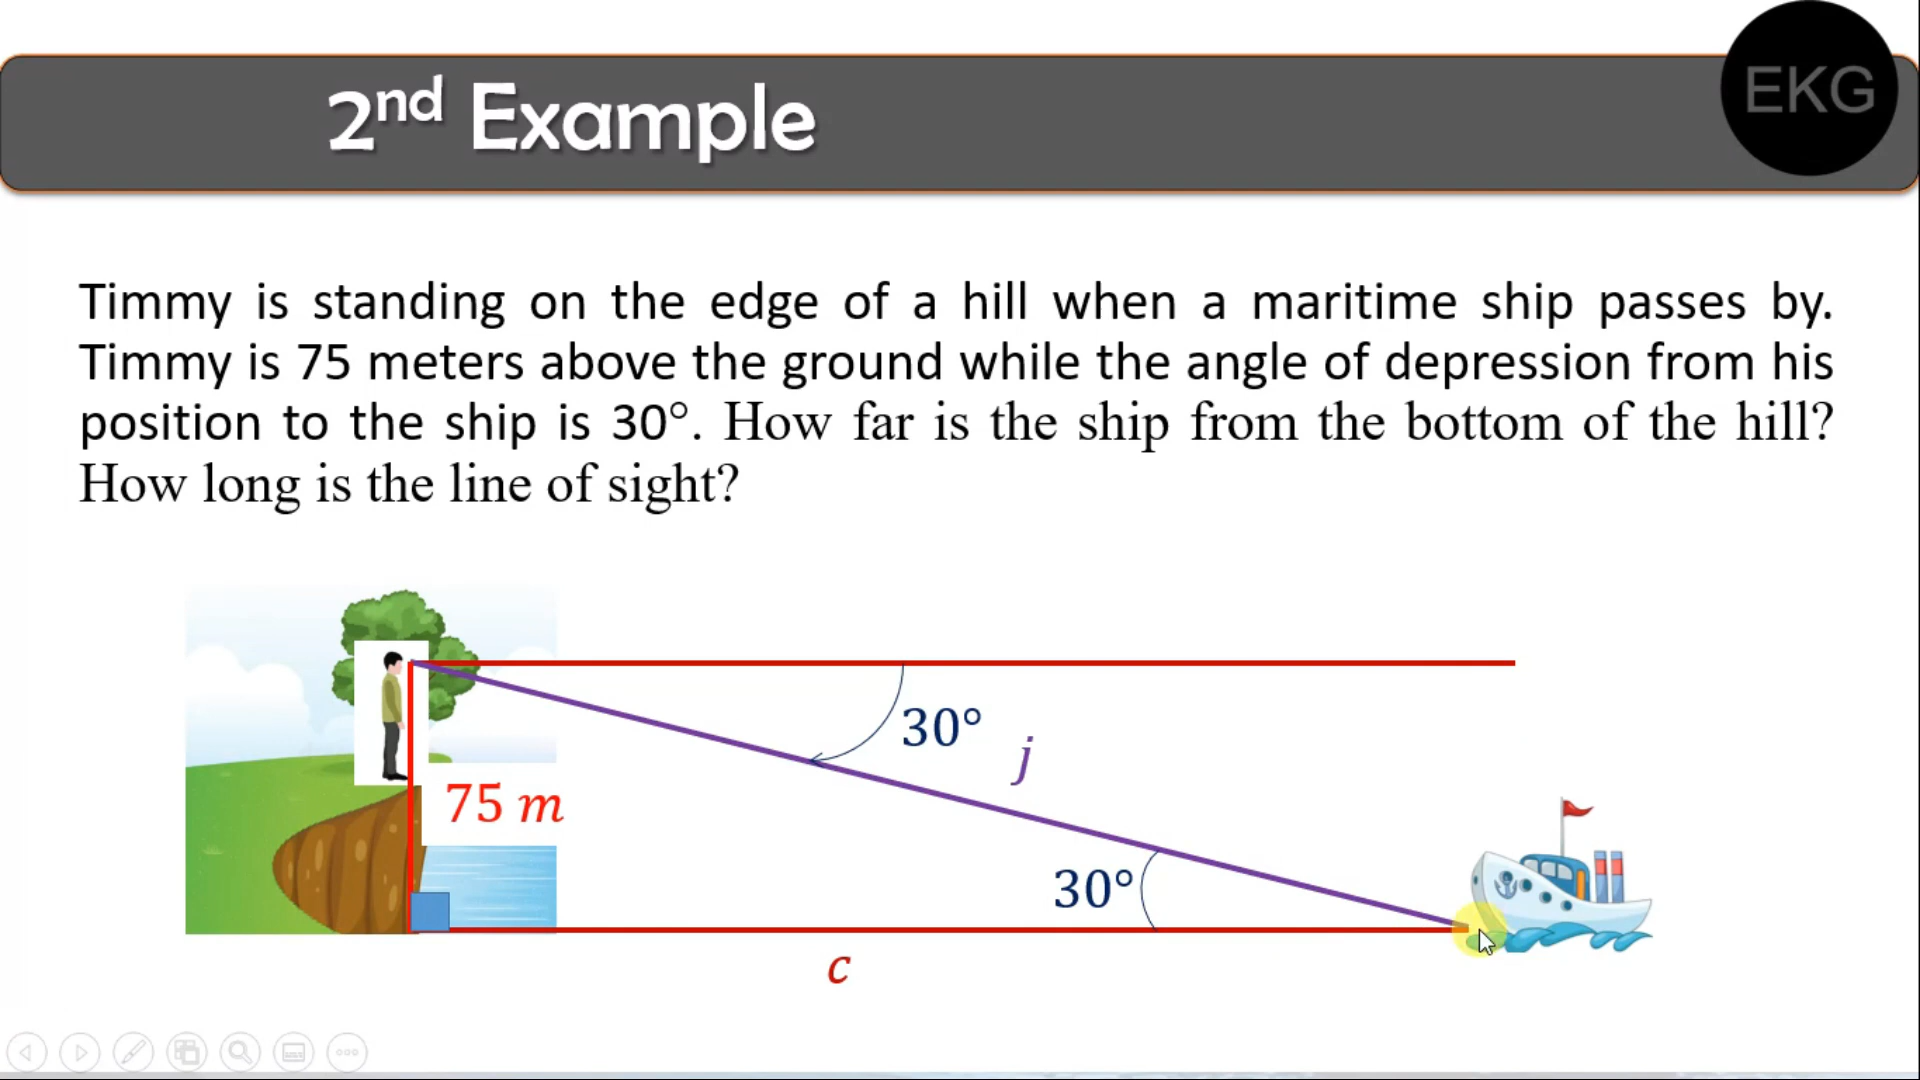 EKG
2nd Example
Timmy is standing on the edge of a hill when a maritime ship passes by.
Timmy is 75 meters above the ground while the angle of depression from his
position to the ship is 30°. How far is the ship from the bottom of the hill?
How long is the line of sight?
30°
j
75 m
30°
c